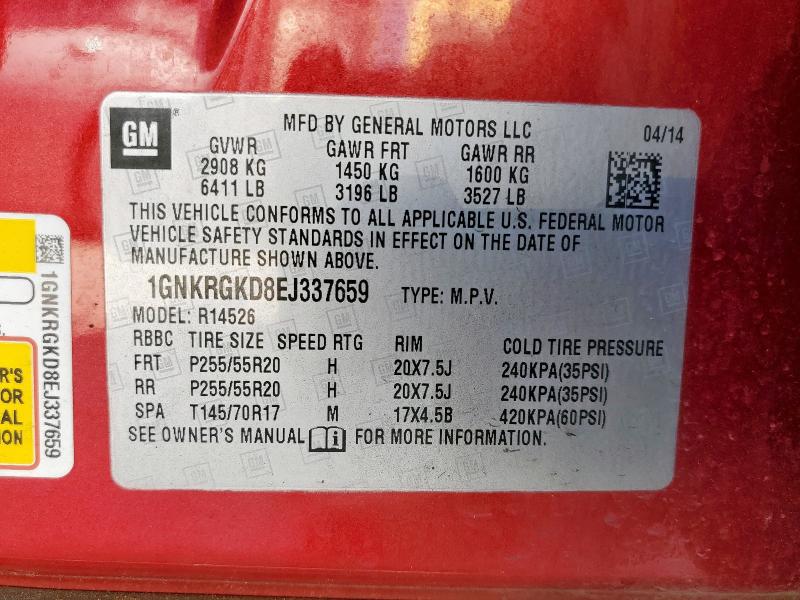 GM
MFD BY GENERAL MOTORS LLC 04/14
GVWR GAWR FRT GAWR RR
2908 KG 1450 KG 1600 KG
6411 LB 3196 LB 3527 LB
THIS VEHICLE CONFORMS TO ALL APPLICABLE U.S. FEDERAL MOTOR
VEHICLE SAFETY STANDARDS IN EFFECT ON THE DATE OF
MANUFACTURE SHOWN ABOVE.
1GNKRGKD8EJ337659 TYPE: M.P.V.
MODEL: R14526
RBBC TIRE SIZE SPEED RTG RIM COLD TIRE PRESSURE
FRT P255/55R20 H 20X7.5J 240KPA(35PSI)
RR P255/55R20 H 20X7.5J 240KPA(35PSI)
SPA T145/70R17 M 17X4.5B 420KPA(60PSI)
SEE OWNER'S MANUAL FOR MORE INFORMATION.
1GNKRGKD8EJ337659
R'S
OR
AL
ION